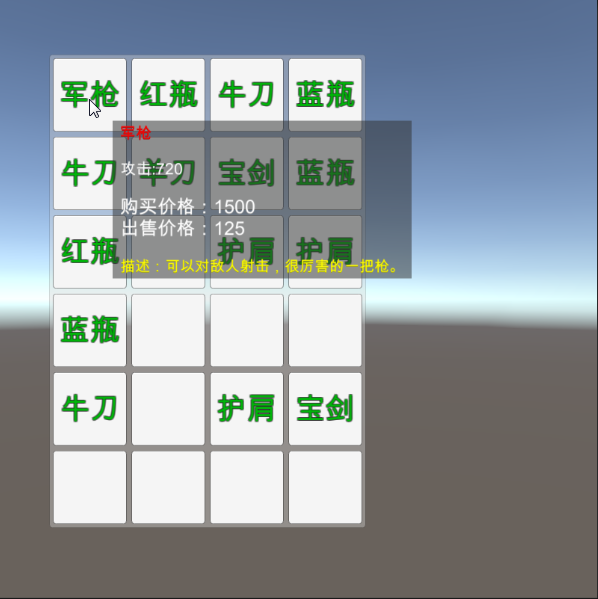 军枪 红瓶 牛刀 蓝瓶
军枪
牛刀 单刀 宝剑 蓝瓶
攻击:720
购买价格：1500
出售价格：125
红瓶 护肩 护肩
描述：可以对敌人射击，很厉害的一把枪。
蓝瓶
牛刀 护肩 宝剑